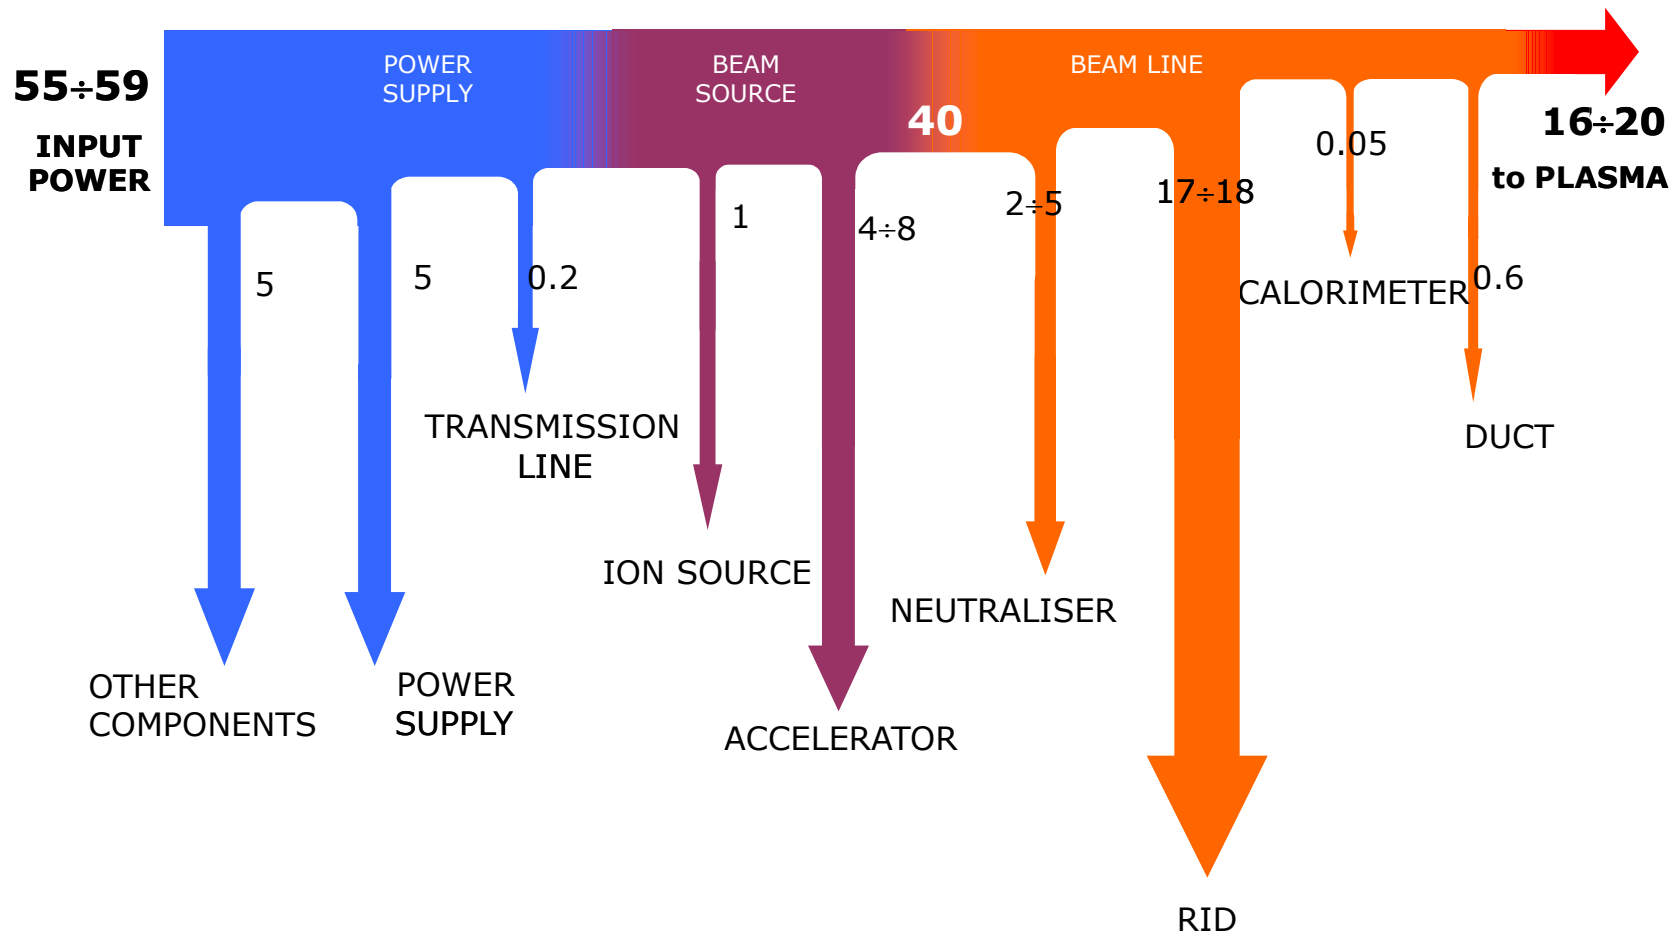 POWER
SUPPLY
BEAM
SOURCE
BEAM LINE
55÷59
INPUT
POWER
40
16÷20
to PLASMA
5
5
0.2
1
4÷8
2÷5
17÷18
0.05
0.6
CALORIMETER
TRANSMISSION
LINE
DUCT
ION SOURCE
NEUTRALISER
OTHER
COMPONENTS
POWER
SUPPLY
ACCELERATOR
RID